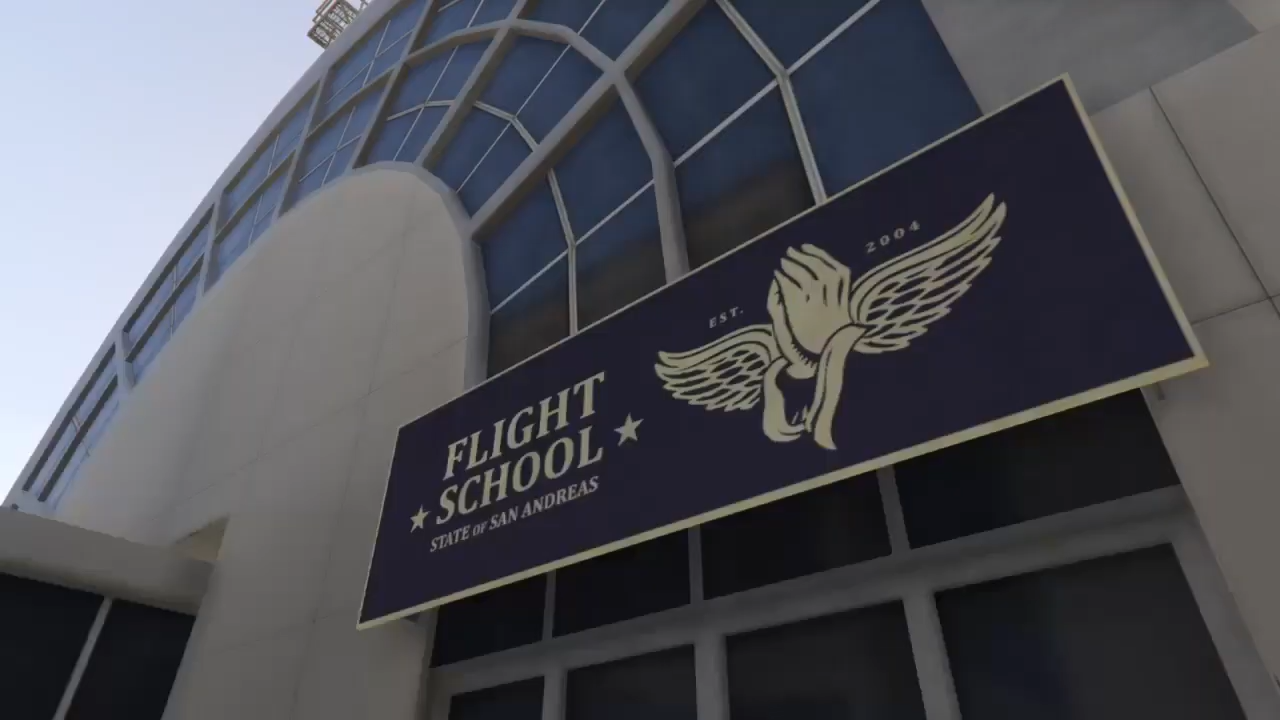 FLIGHT
SCHOOL
STATE OF SAN ANDREAS
EST.
2004